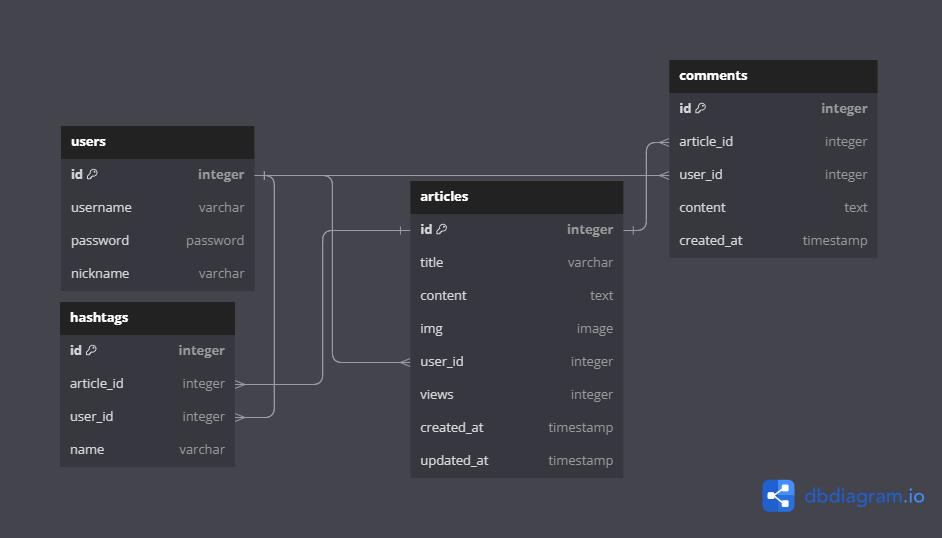 users
id integer
username varchar
password password
nickname varchar
hashtags
id integer
article_id integer
user_id integer
name varchar
articles
id integer
title varchar
content text
img image
user_id integer
views integer
created_at timestamp
updated_at timestamp
comments
id integer
article_id integer
user_id integer
content text
created_at timestamp
dbdiagram.io